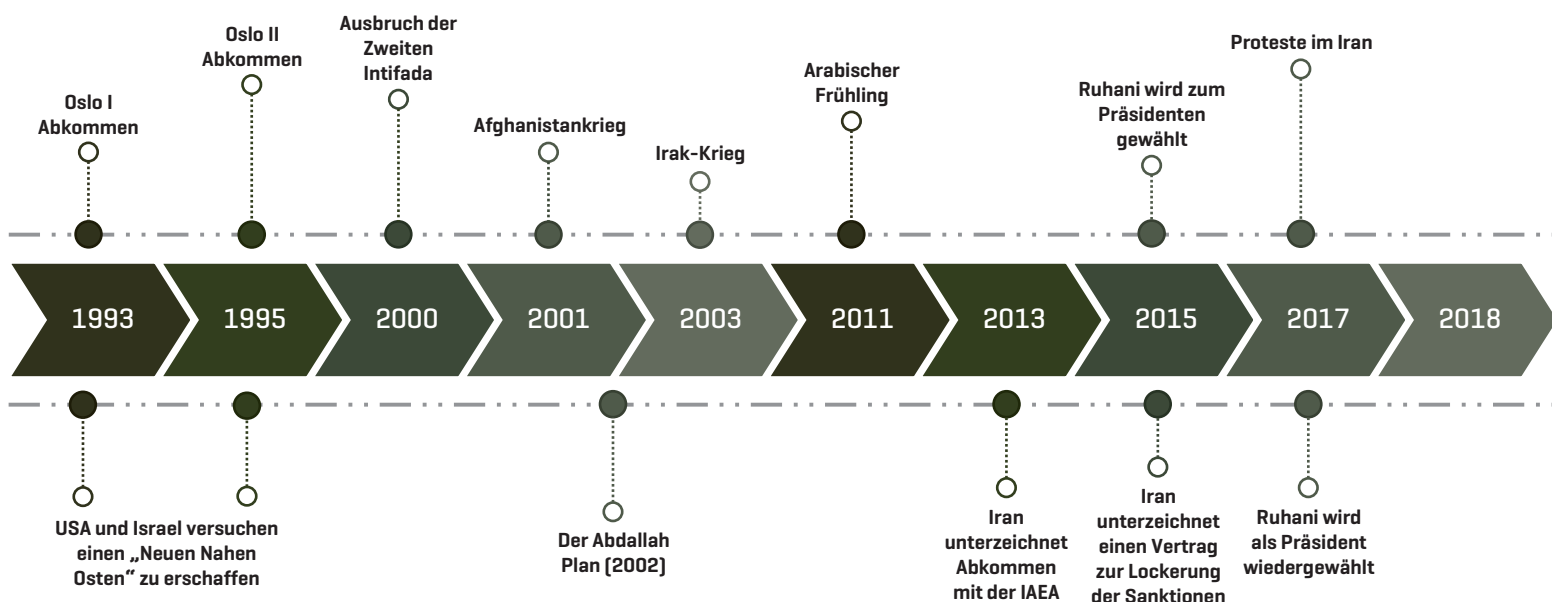 Oslo I
Abkommen
Oslo II
Abkommen
Ausbruch der
Zweiten
Intifada
Afghanistankrieg
Irak-Krieg
Arabischer
Frühling
Ruhani wird zum
Präsidenten
gewählt
Proteste im Iran
1993
1995
2000
2001
2003
2011
2013
2015
2017
2018
USA und Israel versuchen
einen „Neuen Nahen
Osten“ zu erschaffen
Der Abdallah
Plan (2002)
Iran
unterzeichnet
Abkommen
mit der IAEA
Iran
unterzeichnet
einen Vertrag
zur Lockerung
der Sanktionen
Ruhani wird
als Präsident
wiedergewählt